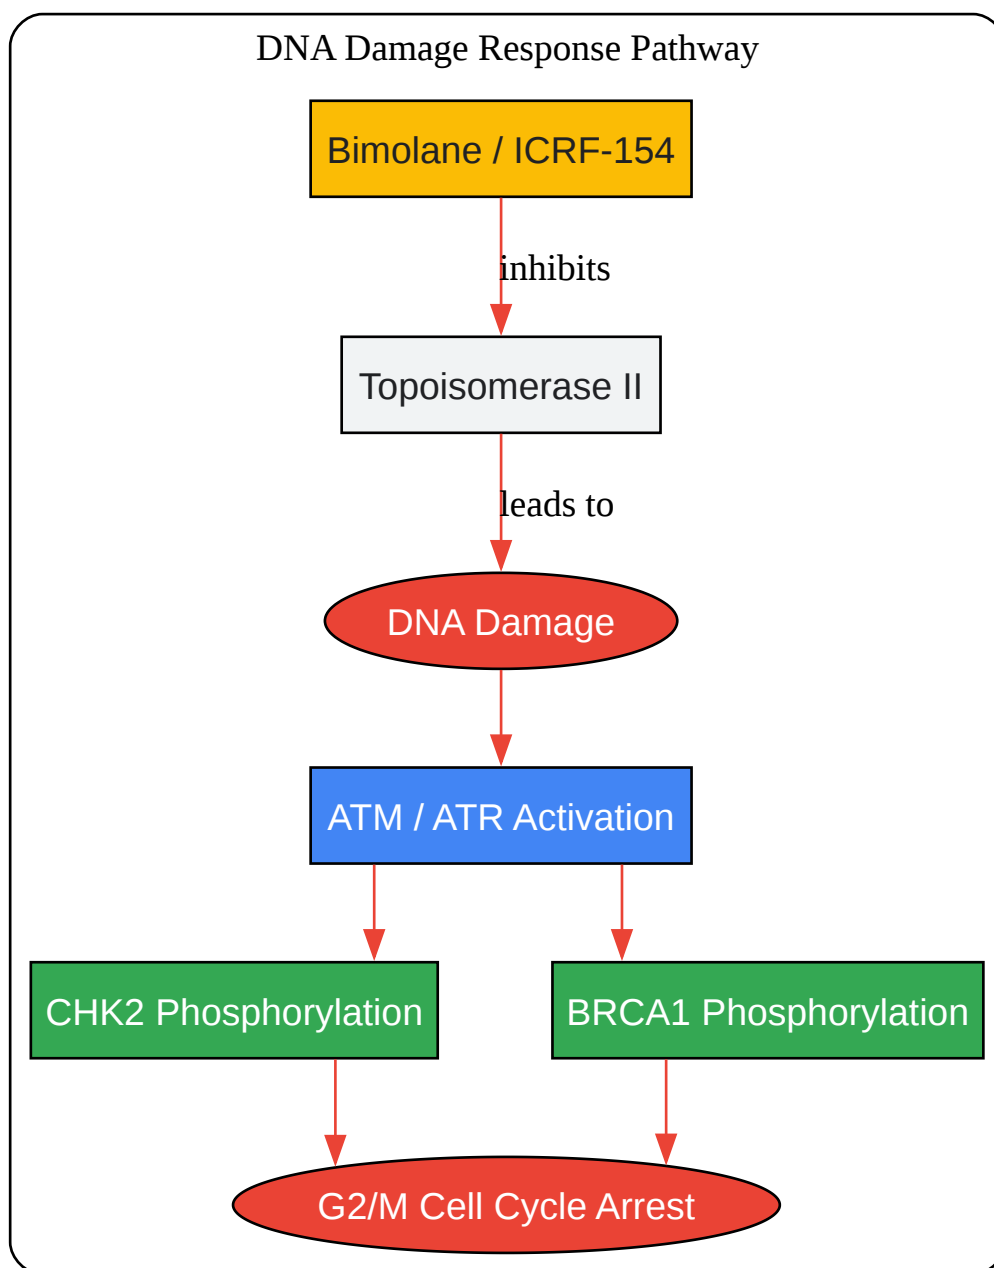 DNA Damage Response Pathway
Bimolane / ICRF-154
inhibits
Topoisomerase II
leads to
DNA Damage
ATM / ATR Activation
CHK2 Phosphorylation
BRCA1 Phosphorylation
G2/M Cell Cycle Arrest